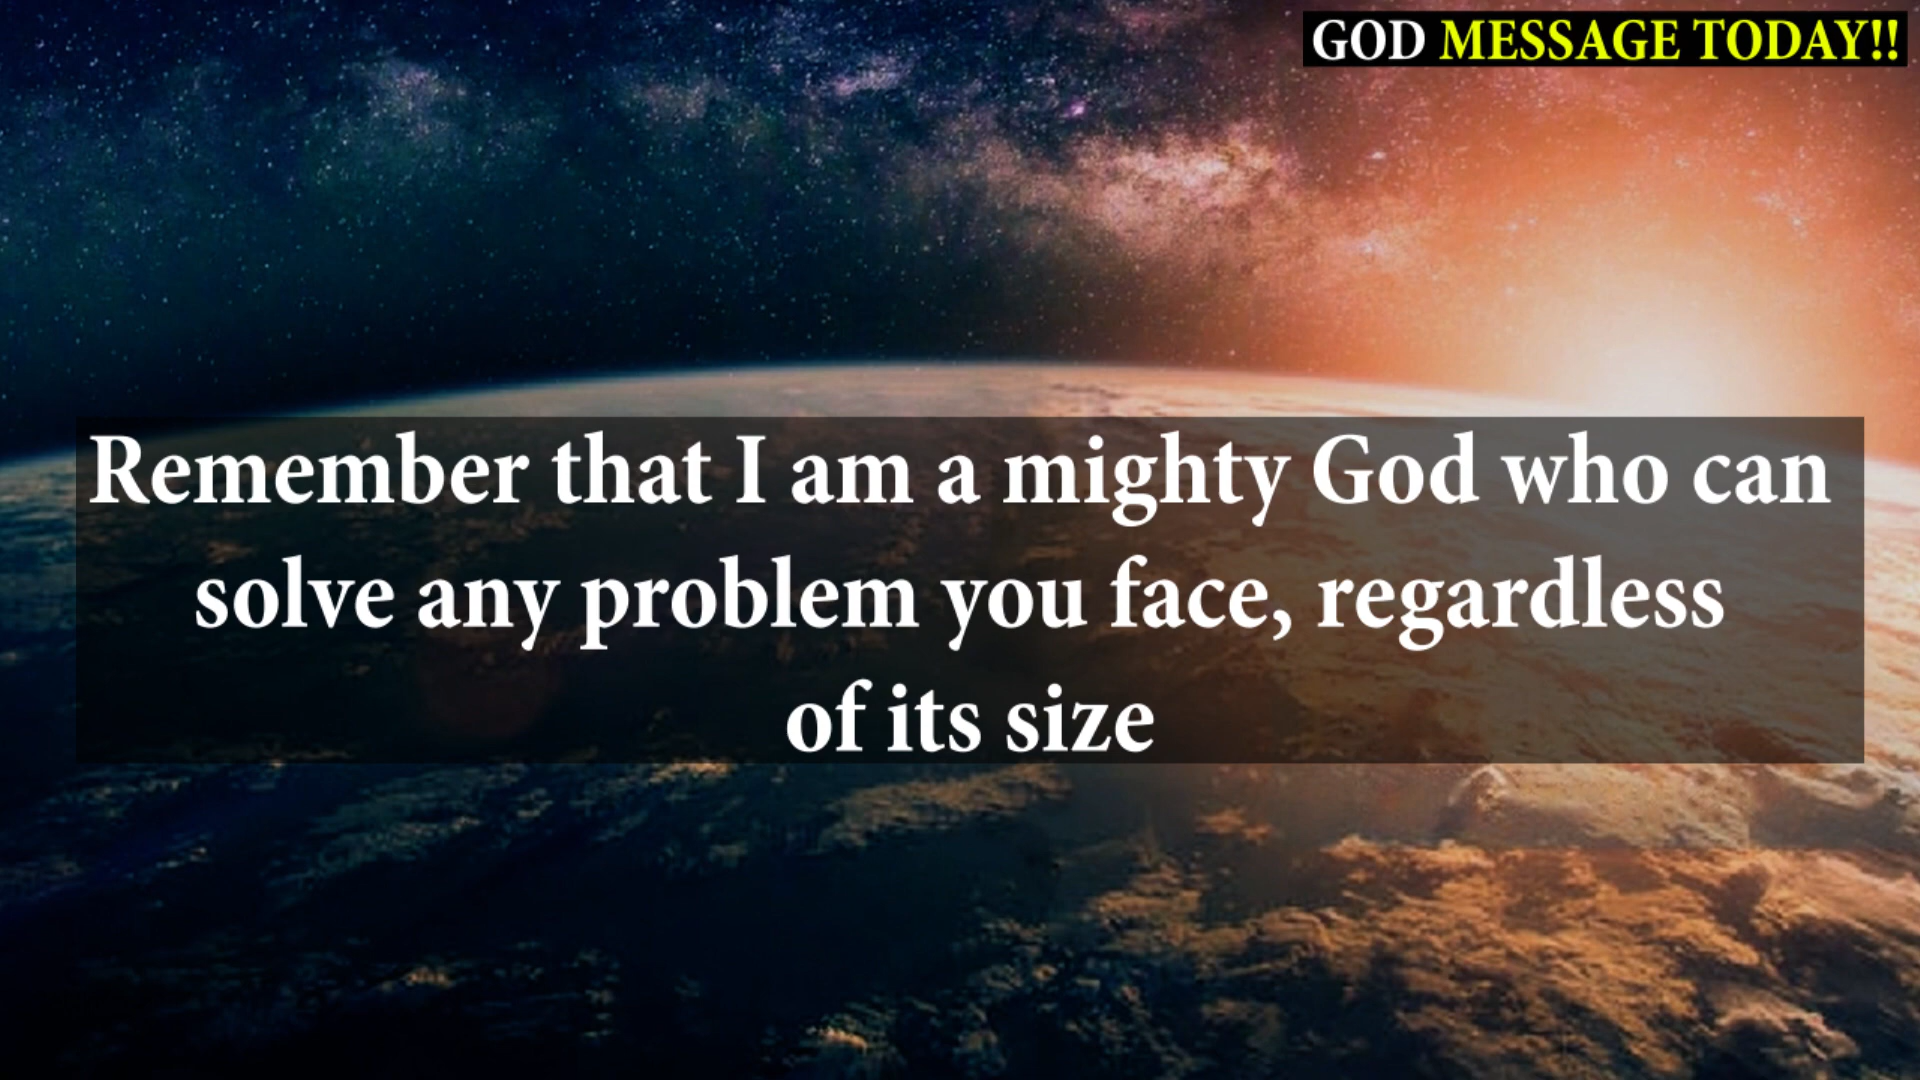 GOD MESSAGE TODAY!!
Remember that I am a mighty God who can
solve any problem you face, regardless
of its size